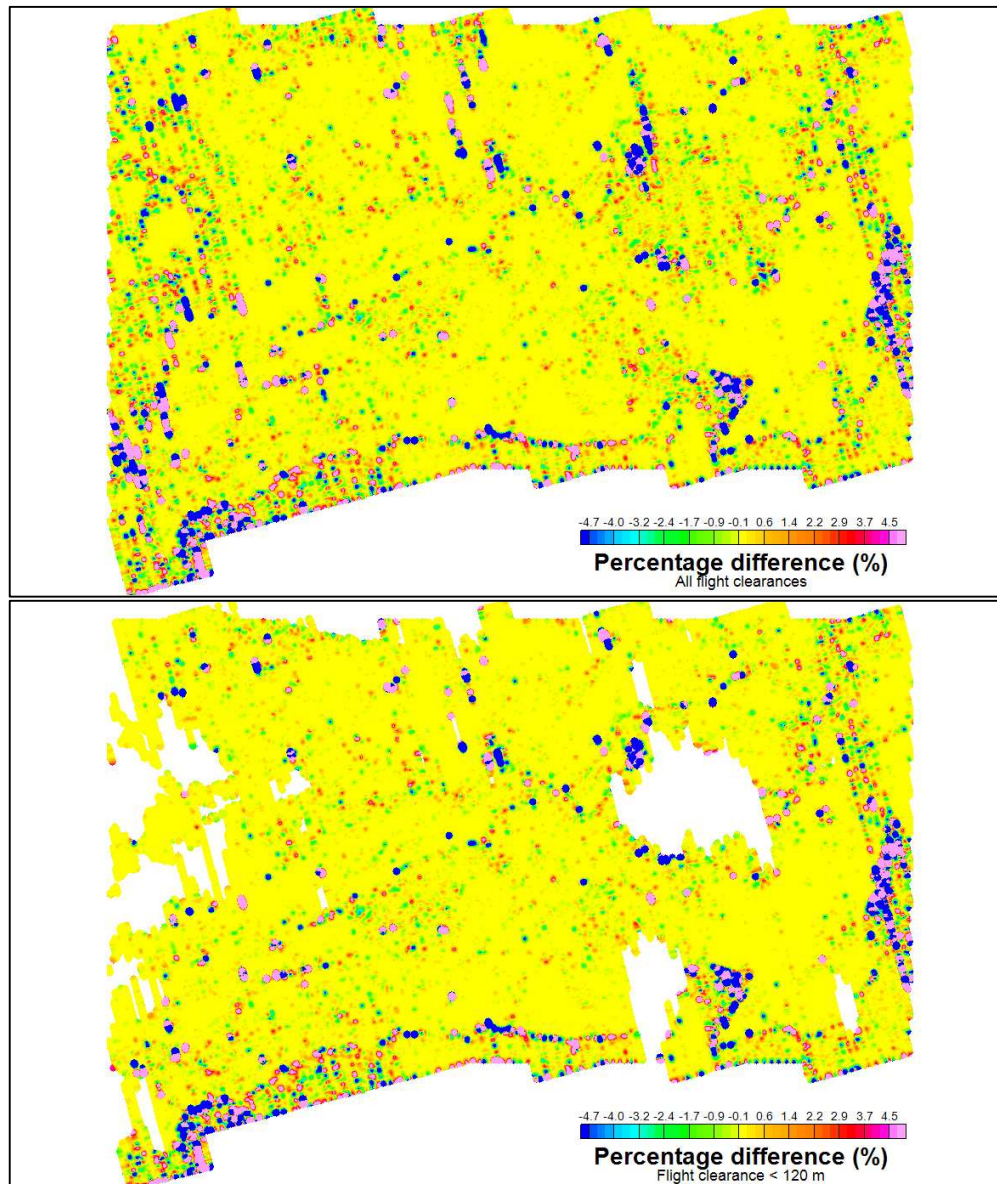 -4.7 -4.0 -3.2 -2.4 -1.7 -0.9 -0.1 0.6 1.4 2.2 2.9 3.7 4.5
Percentage difference (%)
All flight clearances
-4.7 -4.0 -3.2 -2.4 -1.7 -0.9 -0.1 0.6 1.4 2.2 2.9 3.7 4.5
Percentage difference (%)
Flight clearance < 120 m